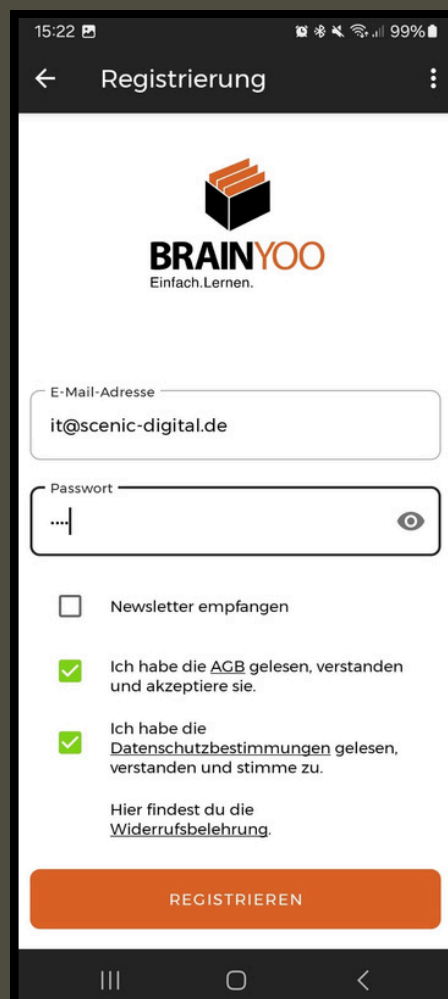 15:22 99%
Registrierung
BRAINYOO
Einfach.Lernen.
E-Mail-Adresse
it@scenic-digital.de
Passwort
····
Newsletter empfangen
Ich habe die AGB gelesen, verstanden
und akzeptiere sie.
Ich habe die
Datenschutzbestimmungen gelesen,
verstanden und stimme zu.
Hier findest du die
Widerrufsbelehrung.
REGISTRIEREN